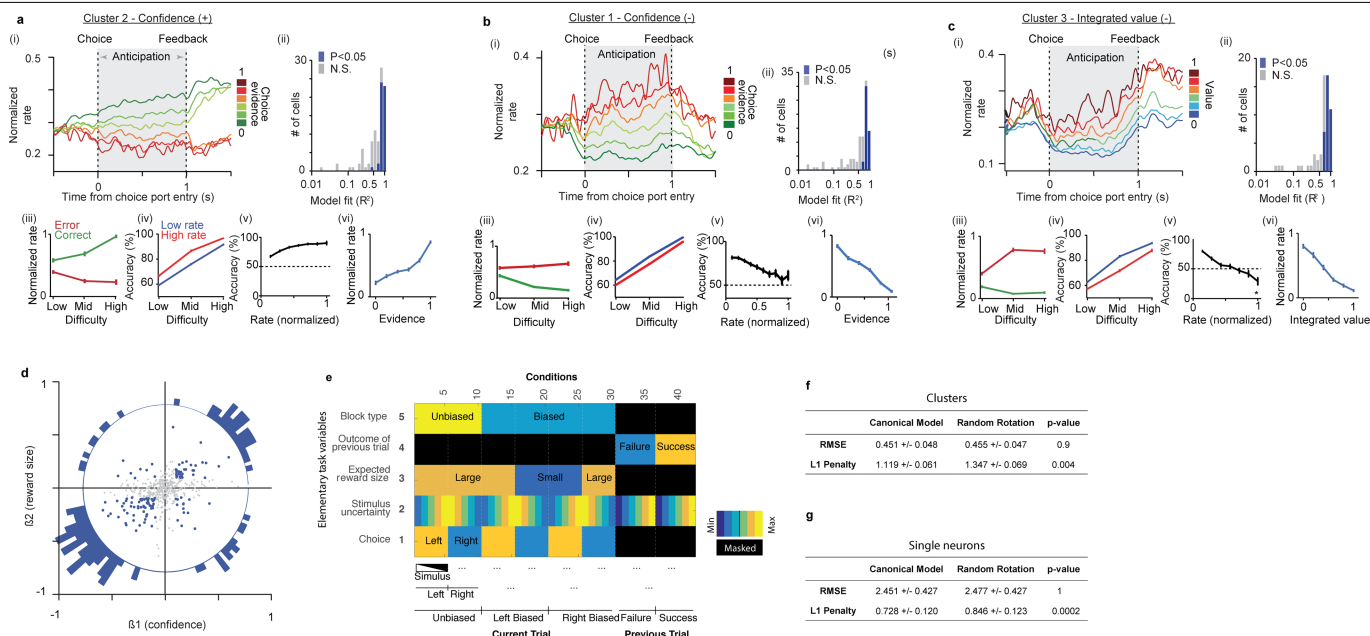 a
Cluster 2 - Confidence (+)
(i)
Choice
Feedback
Anticipation
0.5
0.2
Normalized
rate
1
Choice
evidence
0
0
1
Time from choice port entry (s)
(ii)
30
P<0.05
N.S.
# of cells
0
0.01
0.1
0.5
1
Model fit (R²)
(iii)
Error
Correct
Normalized rate
1
0
Low Mid High
Difficulty
(iv)
Low rate
High rate
Accuracy (%)
100
80
60
Low Mid High
Difficulty
(v)
Accuracy (%)
100
50
0
0
1
Rate (normalized)
(vi)
1
0
0
1
Evidence
b
Cluster 1 - Confidence (-)
(i)
Choice
Feedback
Anticipation
0.4
0.2
Normalized
rate
1
Choice
evidence
0
0
1
Time from choice port entry (s)
(s)
(ii)
35
P<0.05
N.S.
# of cells
0
0.01
0.1
0.5
1
Model fit (R²)
(iii)
Normalized rate
1
0
Low Mid High
Difficulty
(iv)
Accuracy (%)
100
80
60
Low Mid High
Difficulty
(v)
Accuracy (%)
100
50
0
0.5
1
Rate (normalized)
(vi)
1
0
0
1
Evidence
c
Cluster 3 - Integrated value (-)
(i)
Choice
Feedback
Anticipation
0.4
0.1
Normalized
rate
1
Value
0
0
1
Time from choice port entry (s)
(ii)
20
P<0.05
N.S.
# of cells
0
0.01
0.1
0.5
1
Model fit (R²)
(iii)
Normalized rate
1
0
Low Mid High
Difficulty
(iv)
Accuracy (%)
100
80
60
Low Mid High
Difficulty
(v)
Accuracy (%)
100
50
0
0
1
Rate (normalized)
(vi)
Normalized rate
1
0
0
1
Integrated value
d
1
-1
-1
1
ß2 (reward size)
ß1 (confidence)
e
Conditions
5 10 15 20 25 30 35 40
Elementary task variables
Block type 5
Unbiased
Biased
Outcome of
previous trial 4
Failure
Success
Expected
reward size 3
Large
Small
Large
Stimulus
uncertainty 2
Choice 1
Left
Right
Min
Max
Masked
... ... ... ... ... ...
Simulus
Left Right
... ...
Unbiased Left Biased Right Biased Failure Success
Current Trial Previous Trial
f
Clusters
Canonical Model Random Rotation p-value
RMSE 0.451 +/- 0.048 0.455 +/- 0.047 0.9
L1 Penalty 1.119 +/- 0.061 1.347 +/- 0.069 0.004
g
Single neurons
Canonical Model Random Rotation p-value
RMSE 2.451 +/- 0.427 2.477 +/- 0.427 1
L1 Penalty 0.728 +/- 0.120 0.846 +/- 0.123 0.0002